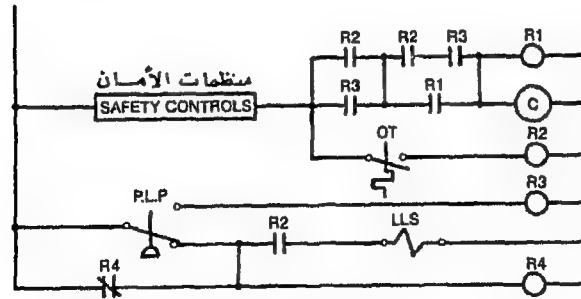 R2 R2 R3 R1
منظمات الأمان
SAFETY CONTROLS
R3 R1 C
OT R2
P.L.P R3
R2 LLS
R4 R4